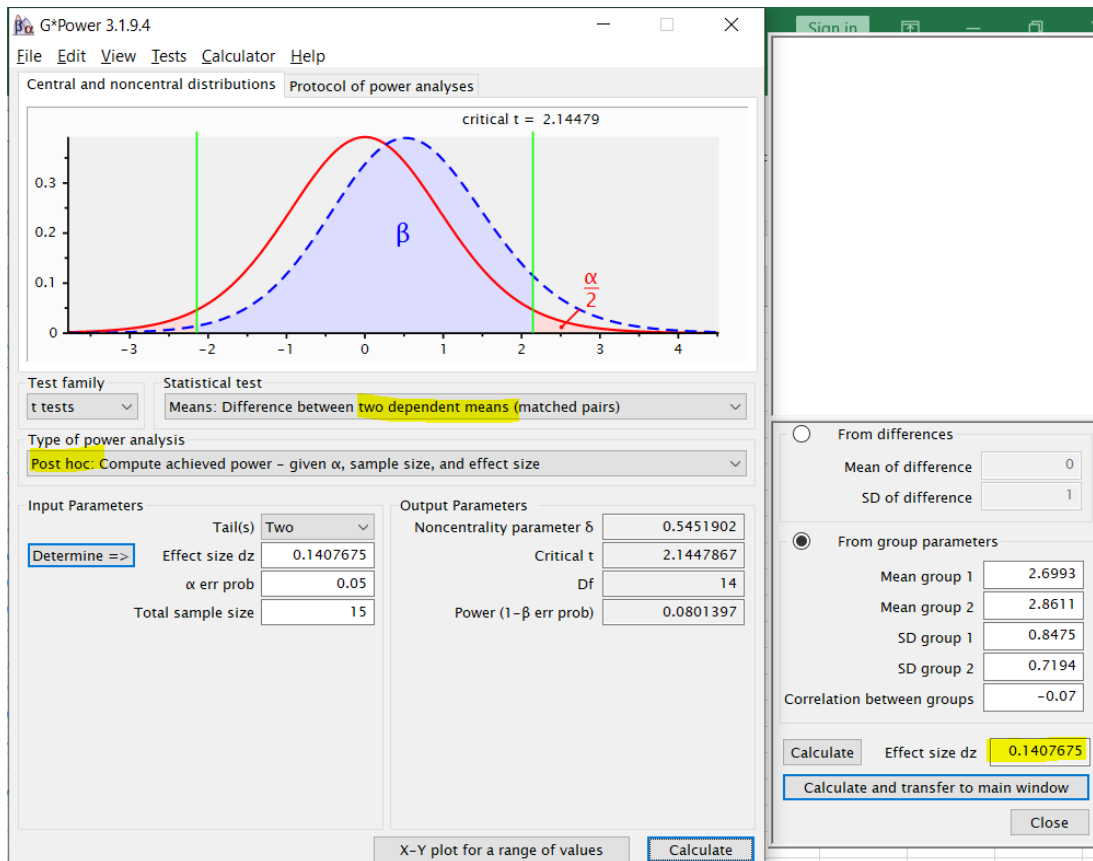 G*Power 3.1.9.4
Sign in
File Edit View Tests Calculator Help
Central and noncentral distributions Protocol of power analyses
critical t = 2.14479
0.3
0.2
0.1
0
β
α
2
-3 -2 -1 0 1 2 3 4
Test family
t tests
Statistical test
Means: Difference between two dependent means (matched pairs)
Type of power analysis
Post hoc: Compute achieved power – given α, sample size, and effect size
Input Parameters
Tail(s) Two
Determine => Effect size dz 0.1407675
α err prob 0.05
Total sample size 15
Output Parameters
Noncentrality parameter δ 0.5451902
Critical t 2.1447867
Df 14
Power (1-β err prob) 0.0801397
X-Y plot for a range of values Calculate
From differences
Mean of difference 0
SD of difference 1
From group parameters
Mean group 1 2.6993
Mean group 2 2.8611
SD group 1 0.8475
SD group 2 0.7194
Correlation between groups -0.07
Calculate Effect size dz 0.1407675
Calculate and transfer to main window
Close